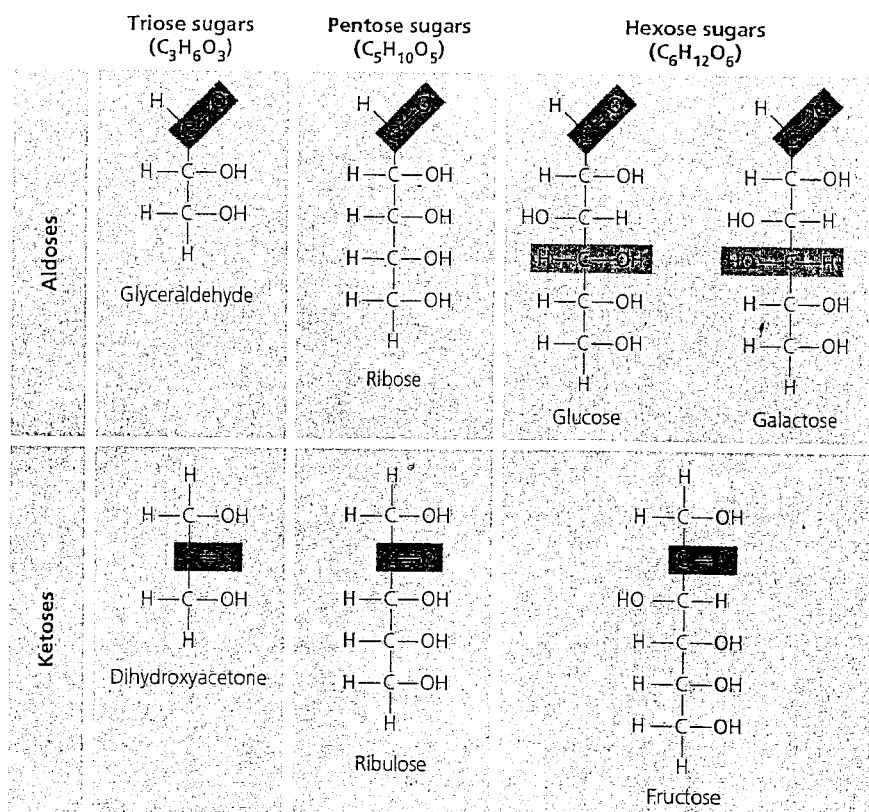 Triose sugars
(C₃H₆O₃)
Pentose sugars
(C₅H₁₀O₅)
Hexose sugars
(C₆H₁₂O₆)
Aldoses
H
H—C—OH
H—C—OH
H
Glyceraldehyde
H
H—C—OH
H—C—OH
H—C—OH
H—C—OH
H
Ribose
H
H—C—OH
HO—C—H
H—C—OH
H—C—OH
H—C—OH
H
Glucose
H
H—C—OH
HO—C—H
HO—C—H
H—C—OH
H—C—OH
H
Galactose
Ketoses
H
H—C—OH
H—C—OH
H
Dihydroxyacetone
H
H—C—OH
H—C—OH
H—C—OH
H—C—OH
H
Ribulose
H
H—C—OH
HO—C—H
H—C—OH
H—C—OH
H—C—OH
H
Fructose